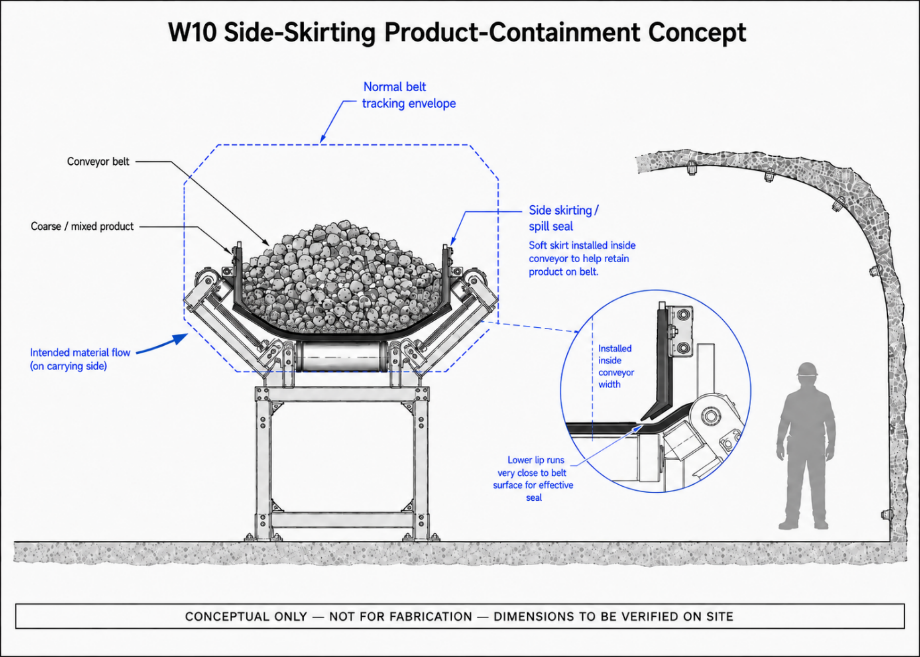 W10 Side-Skirting Product-Containment Concept
Normal belt
tracking envelope
Conveyor belt
Coarse / mixed product
Side skirting /
spill seal
Soft skirt installed inside
conveyor to help retain
product on belt.
Intended material flow
(on carrying side)
Installed
inside
conveyor
width
Lower lip runs
very close to belt
surface for effective
seal
CONCEPTUAL ONLY — NOT FOR FABRICATION — DIMENSIONS TO BE VERIFIED ON SITE